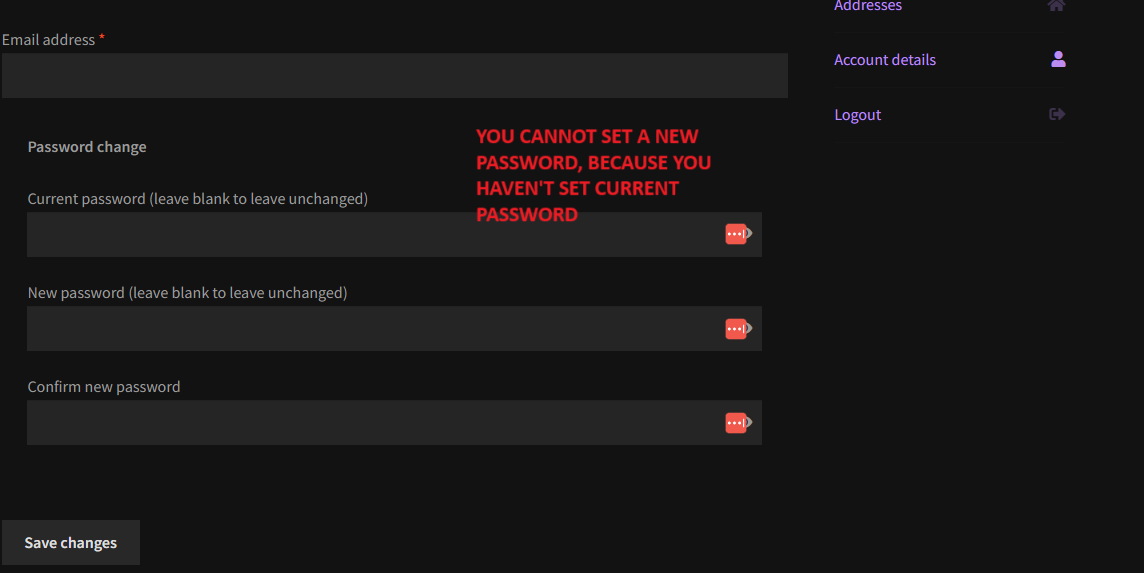 Addresses
Email address *
Account details
Logout
YOU CANNOT SET A NEW
PASSWORD, BECAUSE YOU
HAVEN'T SET CURRENT
PASSWORD
Password change
Current password (leave blank to leave unchanged)
New password (leave blank to leave unchanged)
Confirm new password
Save changes